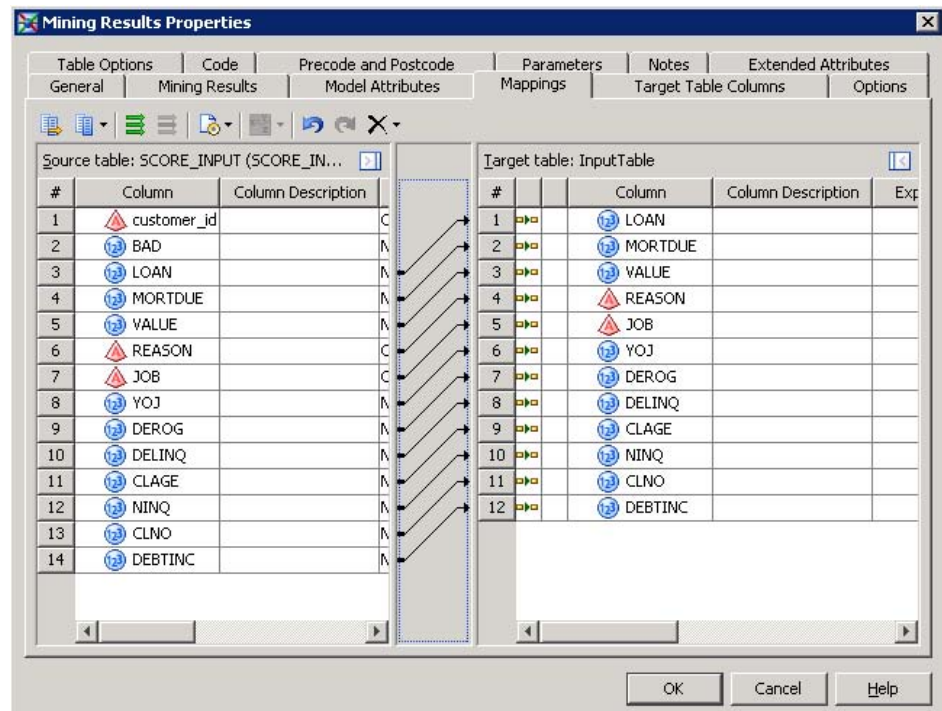 Mining Results Properties
Table Options Code Precode and Postcode Parameters Notes Extended Attributes
General Mining Results Model Attributes Mappings Target Table Columns Options
Source table: SCORE_INPUT (SCORE_IN... Target table: InputTable
# Column Column Description # Column Column Description Exp
1 customer_id C 1 LOAN
2 BAD N 2 MORTDUE
3 LOAN N 3 VALUE
4 MORTDUE N 4 REASON
5 VALUE N 5 JOB
6 REASON C 6 YOJ
7 JOB C 7 DEROG
8 YOJ N 8 DELINQ
9 DEROG N 9 CLAGE
10 DELINQ N 10 NINQ
11 CLAGE N 11 CLNO
12 NINQ N 12 DEBTINC
13 CLNO N
14 DEBTINC N
OK Cancel Help